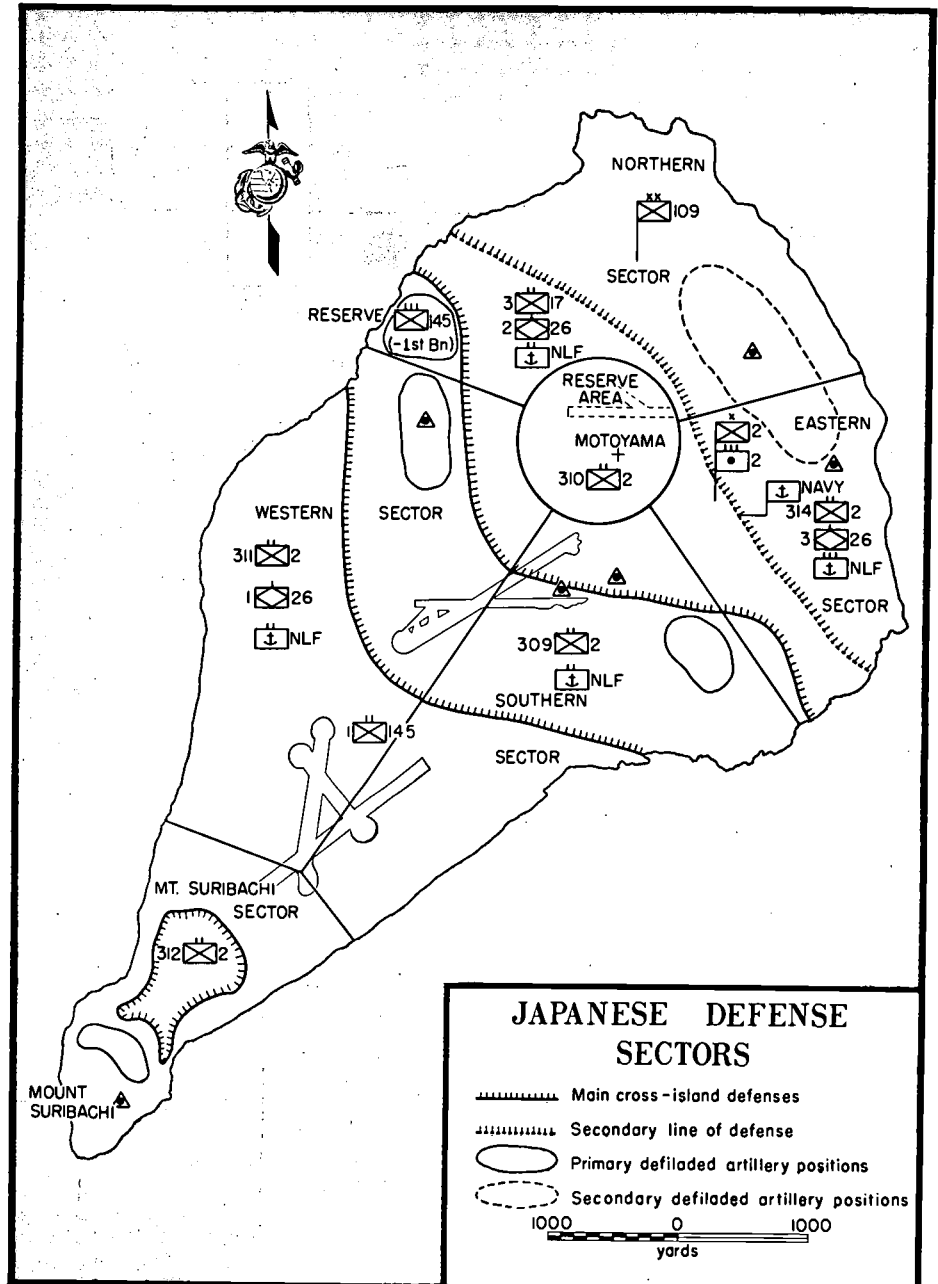 NORTHERN
109
SECTOR
RESERVE
145
(-1st Bn)
3 17
2 26
NLF
RESERVE
AREA
MOTOYAMA
310 2
2
EASTERN
2
NAVY
314 2
3 26
NLF
SECTOR
WESTERN
SECTOR
311 2
1 26
NLF
309 2
NLF
SOUTHERN
1 145
SECTOR
MT. SURIBACHI
SECTOR
312 2
MOUNT
SURIBACHI
JAPANESE DEFENSE
SECTORS
Main cross-island defenses
Secondary line of defense
Primary defiladed artillery positions
Secondary defiladed artillery positions
1000 0 1000
yards